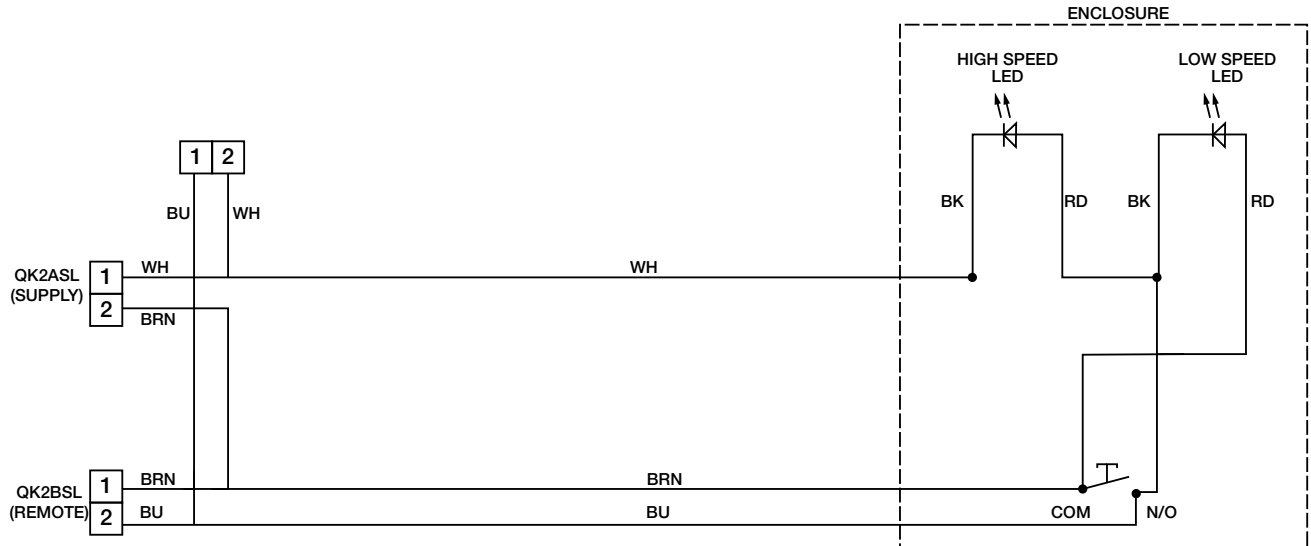 ENCLOSURE
HIGH SPEED
LED
LOW SPEED
LED
1 2
BU WH
BK RD BK RD
QK2ASL
(SUPPLY)
1 WH WH
2 BRN
QK2BSL
(REMOTE)
1 BRN BRN
2 BU BU COM N/O